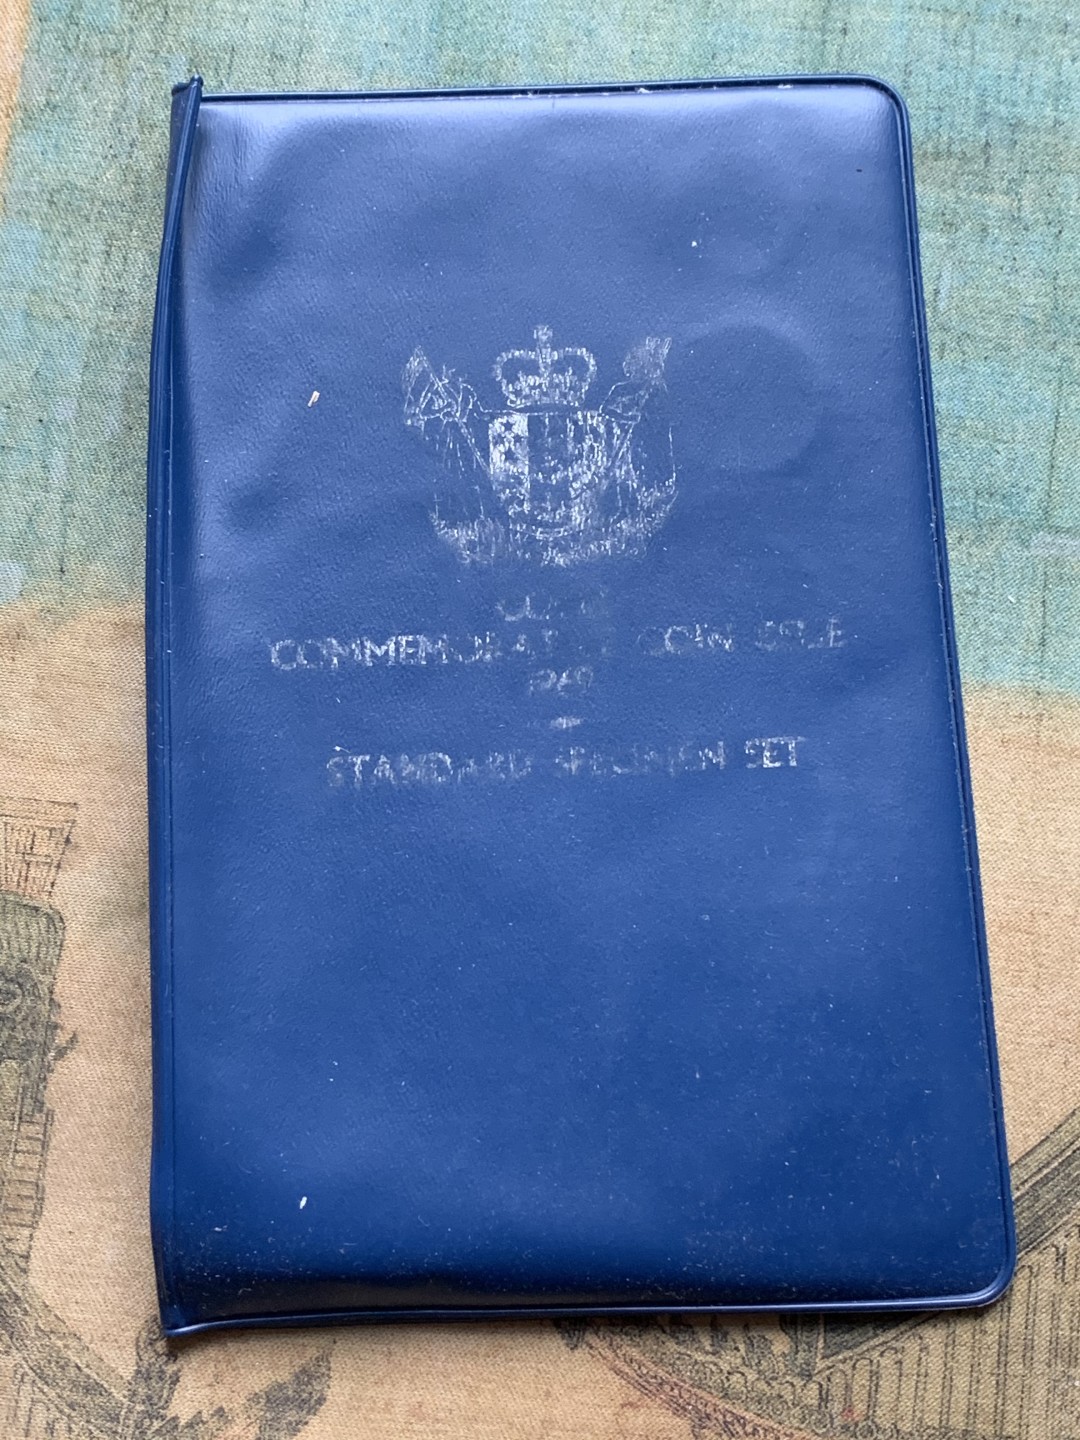 COMMEMORATIVE COIN ISSUE
1969
STANDARD SPECIMEN SET